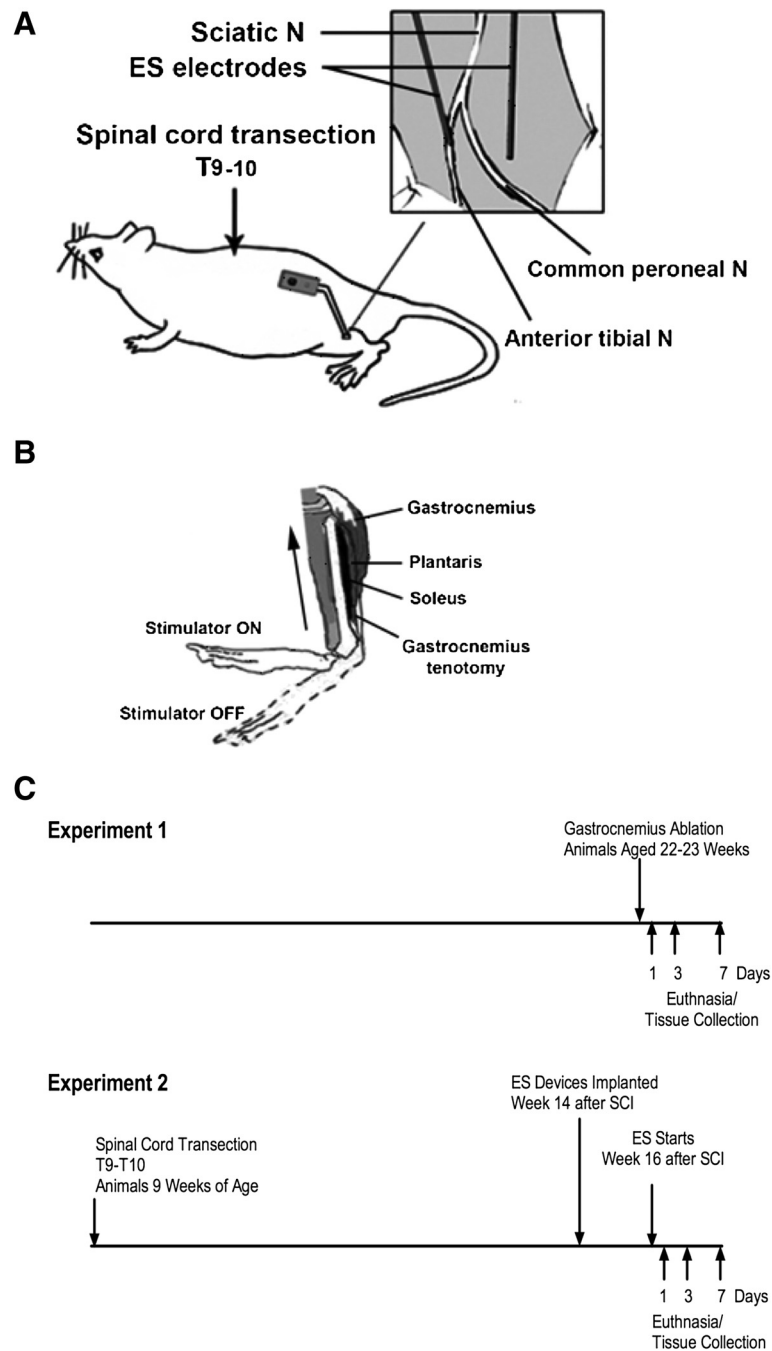 A
Sciatic N
ES electrodes
Spinal cord transection
T9-10
Common peroneal N
Anterior tibial N
B
Gastrocnemius
Plantaris
Soleus
Gastrocnemius
tenotomy
Stimulator ON
Stimulator OFF
C
Experiment 1
Gastrocnemius Ablation
Animals Aged 22-23 Weeks
1 3 7 Days
Euthnasia/
Tissue Collection
Experiment 2
ES Devices Implanted
Week 14 after SCI
Spinal Cord Transection
T9-T10
Animals 9 Weeks of Age
ES Starts
Week 16 after SCI
1 3 7 Days
Euthnasia/
Tissue Collection